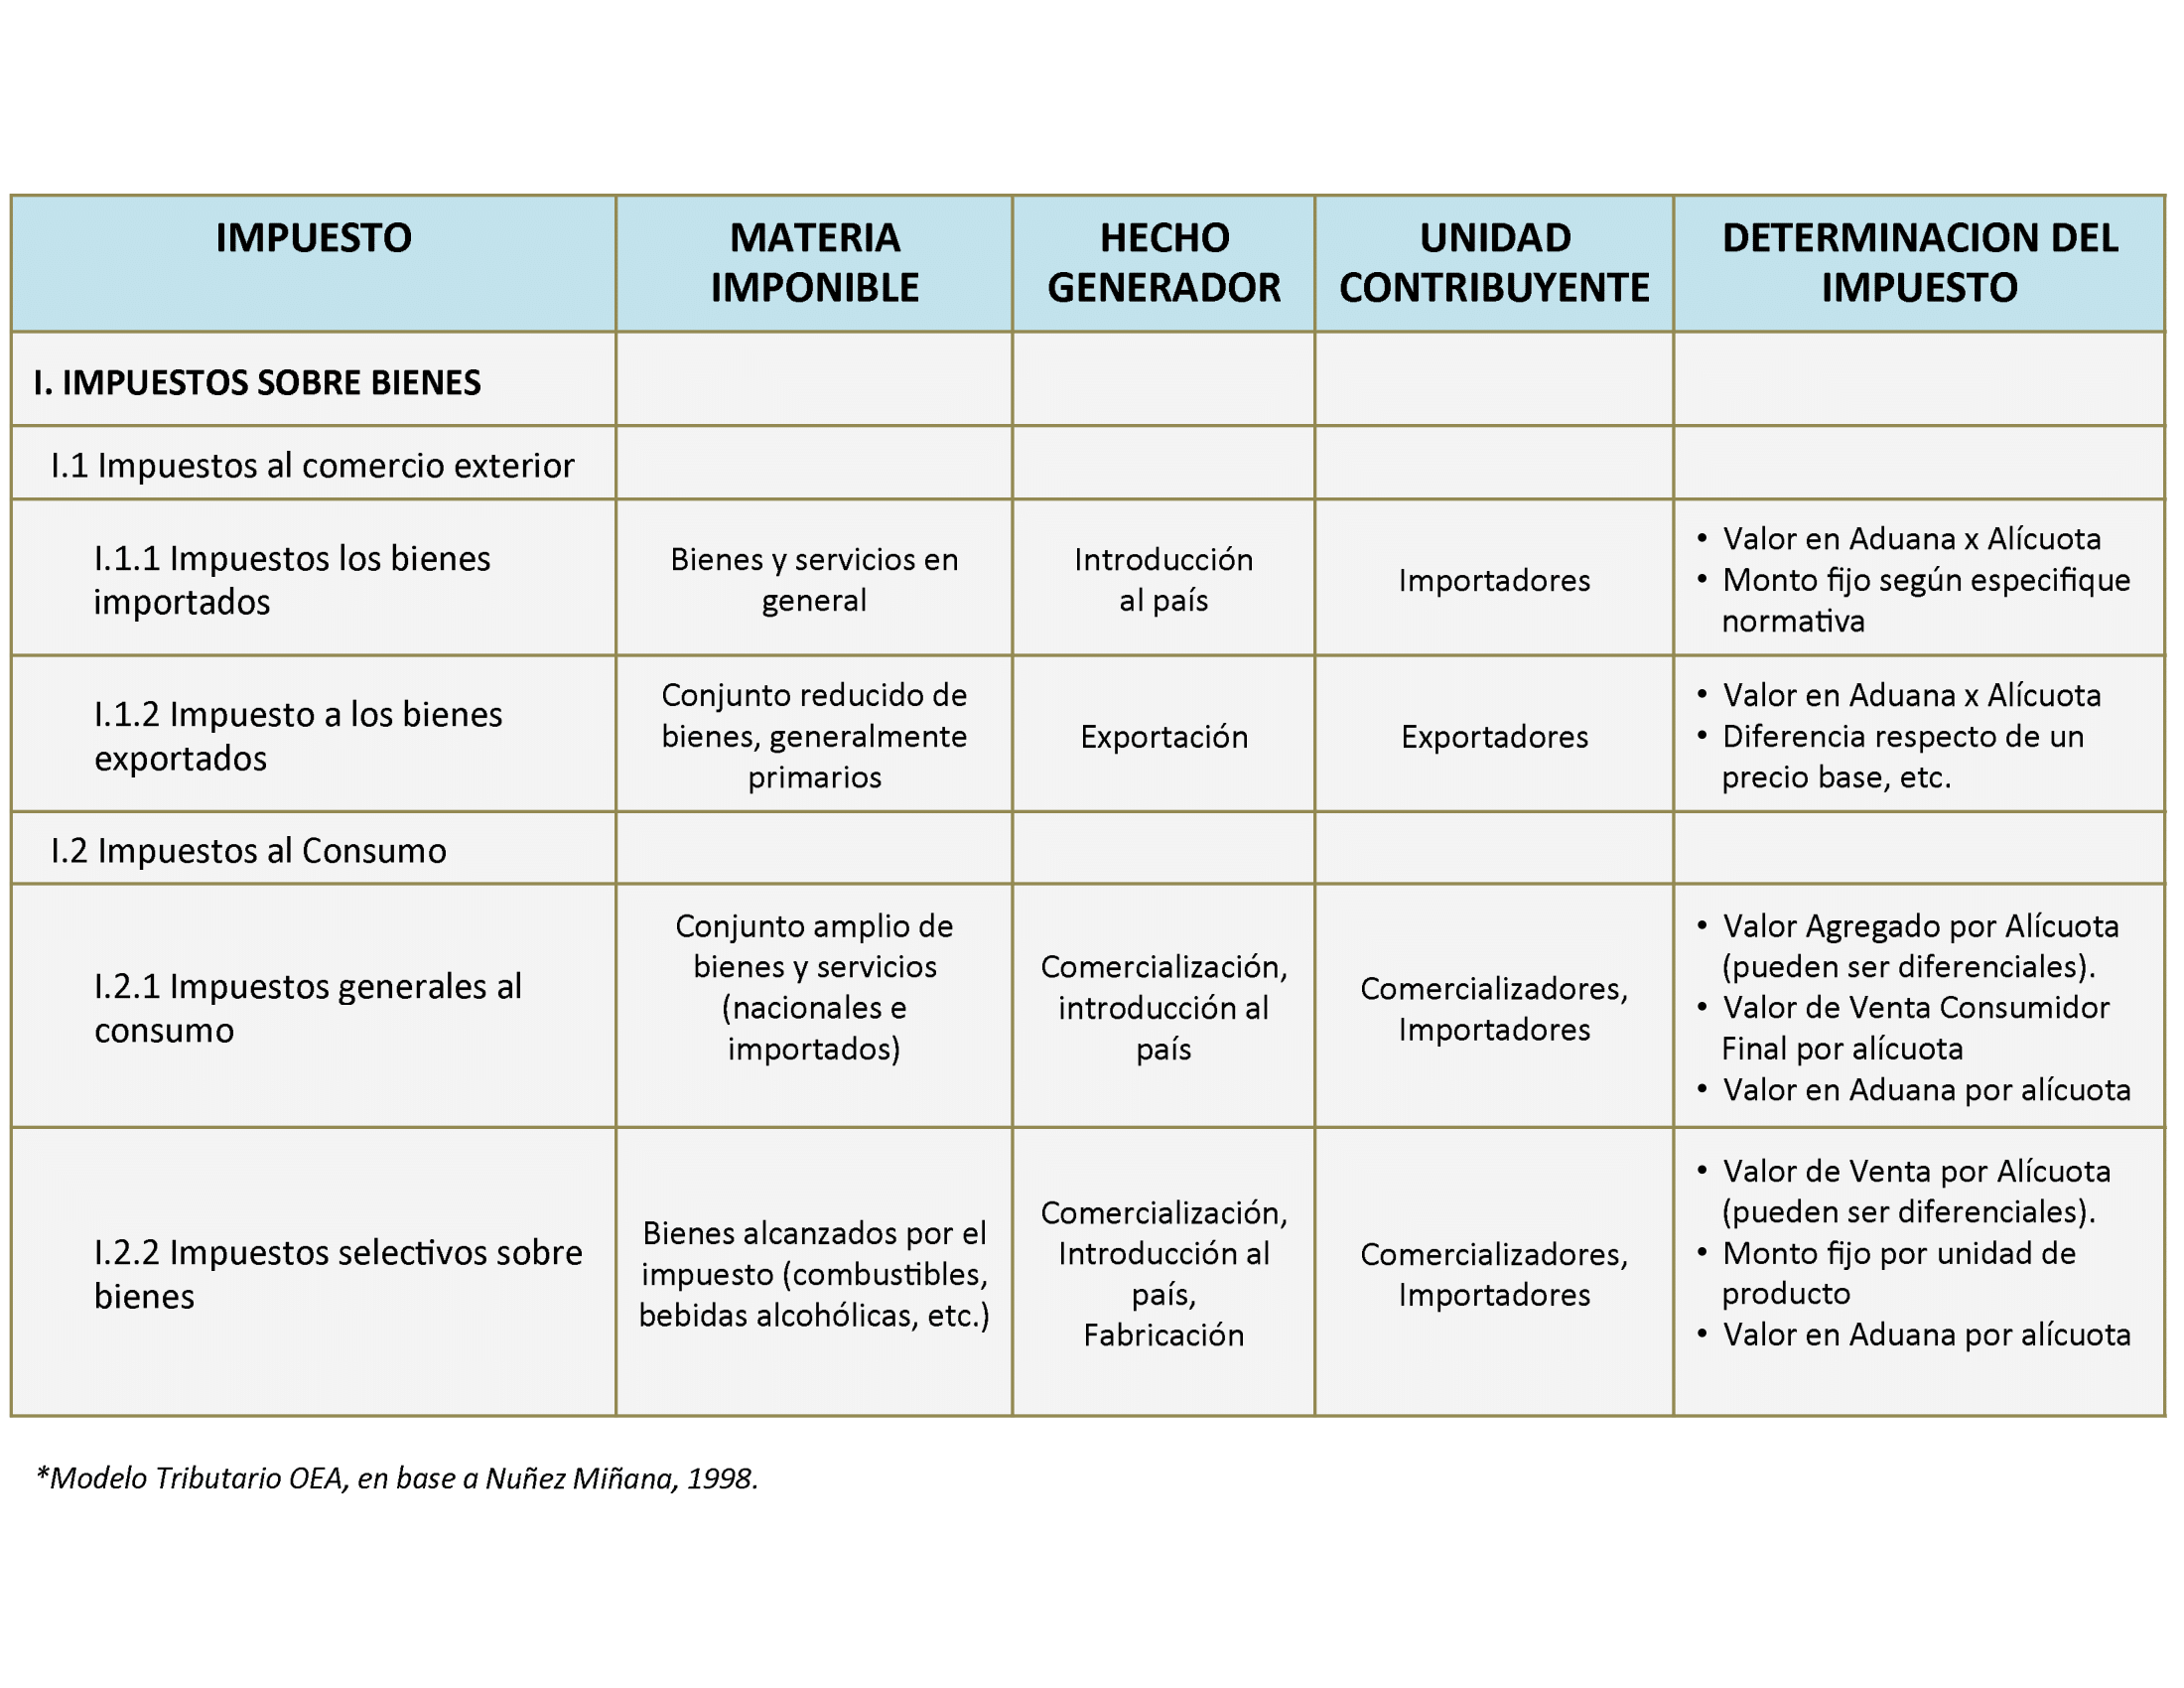 IMPUESTO
MATERIA
IMPONIBLE
HECHO
GENERADOR
UNIDAD
CONTRIBUYENTE
DETERMINACION DEL
IMPUESTO
I. IMPUESTOS SOBRE BIENES
I.1 Impuestos al comercio exterior
I.1.1 Impuestos los bienes
importados
Bienes y servicios en
general
Introducción
al país
Importadores
• Valor en Aduana x Alícuota
• Monto fijo según especifique
normativa
I.1.2 Impuesto a los bienes
exportados
Conjunto reducido de
bienes, generalmente
primarios
Exportación
Exportadores
• Valor en Aduana x Alícuota
• Diferencia respecto de un
precio base, etc.
I.2 Impuestos al Consumo
I.2.1 Impuestos generales al
consumo
Conjunto amplio de
bienes y servicios
(nacionales e
importados)
Comercialización,
introducción al
país
Comercializadores,
Importadores
• Valor Agregado por Alícuota
(pueden ser diferenciales).
• Valor de Venta Consumidor
Final por alícuota
• Valor en Aduana por alícuota
I.2.2 Impuestos selectivos sobre
bienes
Bienes alcanzados por el
impuesto (combustibles,
bebidas alcohólicas, etc.)
Comercialización,
Introducción al
país,
Fabricación
Comercializadores,
Importadores
• Valor de Venta por Alícuota
(pueden ser diferenciales).
• Monto fijo por unidad de
producto
• Valor en Aduana por alícuota
*Modelo Tributario OEA, en base a Nuñez Miñana, 1998.